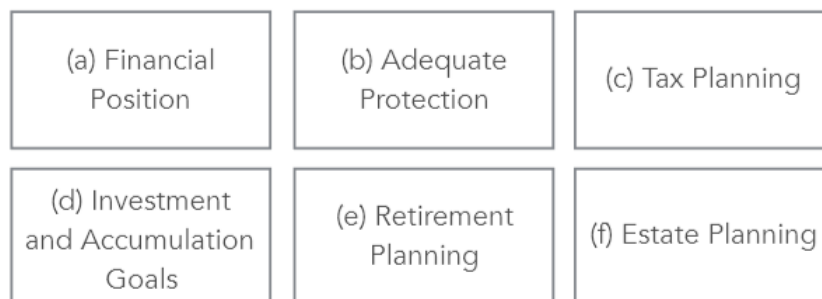 (a) Financial
Position
(b) Adequate
Protection
(c) Tax Planning
(d) Investment
and Accumulation
Goals
(e) Retirement
Planning
(f) Estate Planning